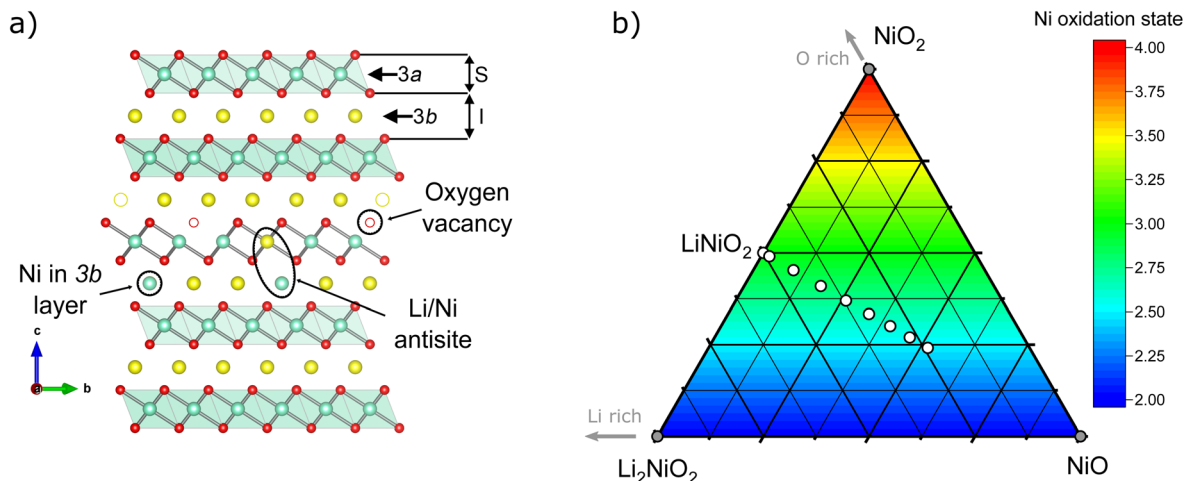 a)
3a
S
3b
I
Oxygen
vacancy
Ni in 3b
layer
Li/Ni
antisite
c
a
b
b)
Ni oxidation state
NiO₂
O rich
4.00
3.75
3.50
3.25
3.00
2.75
2.50
2.25
2.00
LiNiO₂
Li rich
Li₂NiO₂
NiO